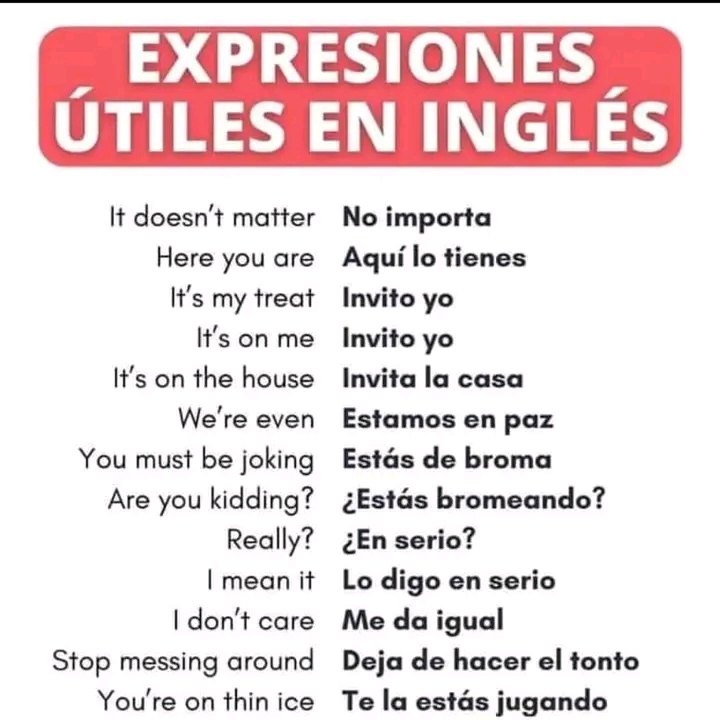 EXPRESIONES
ÚTILES EN INGLÉS
It doesn't matter No importa
Here you are Aquí lo tienes
It's my treat Invito yo
It's on me Invito yo
It's on the house Invita la casa
We're even Estamos en paz
You must be joking Estás de broma
Are you kidding? ¿Estás bromeando?
Really? ¿En serio?
I mean it Lo digo en serio
I don't care Me da igual
Stop messing around Deja de hacer el tonto
You're on thin ice Te la estás jugando